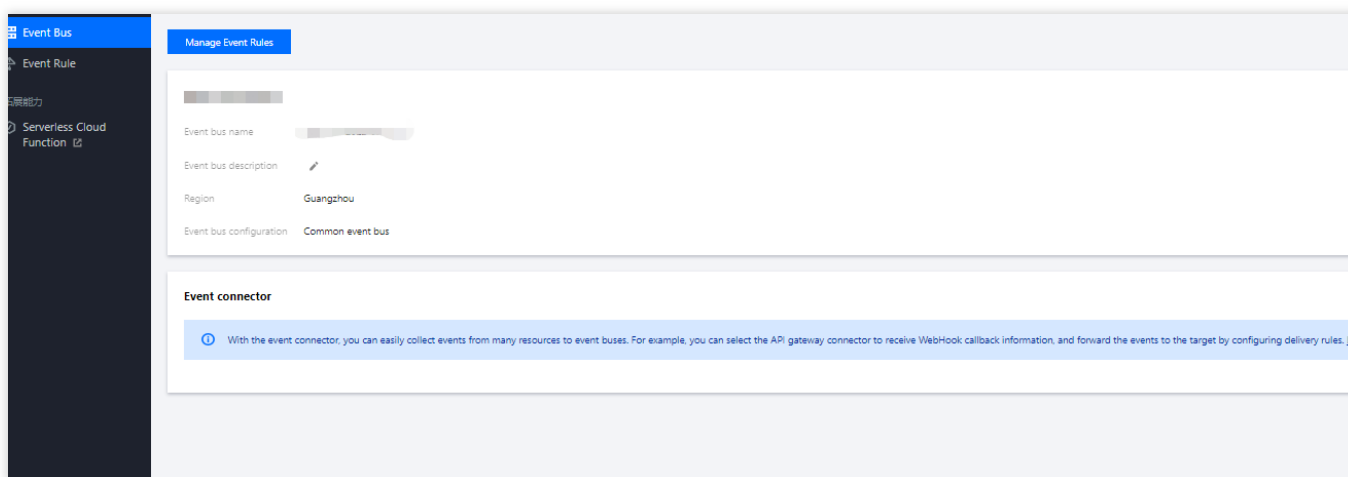 Event Bus
Event Rule
拓展能力
Serverless Cloud
Function
Manage Event Rules
Event bus name
Event bus description
Region Guangzhou
Event bus configuration Common event bus
Event connector
With the event connector, you can easily collect events from many resources to event buses. For example, you can select the API gateway connector to receive WebHook callback information, and forward the events to the target by configuring delivery rules.